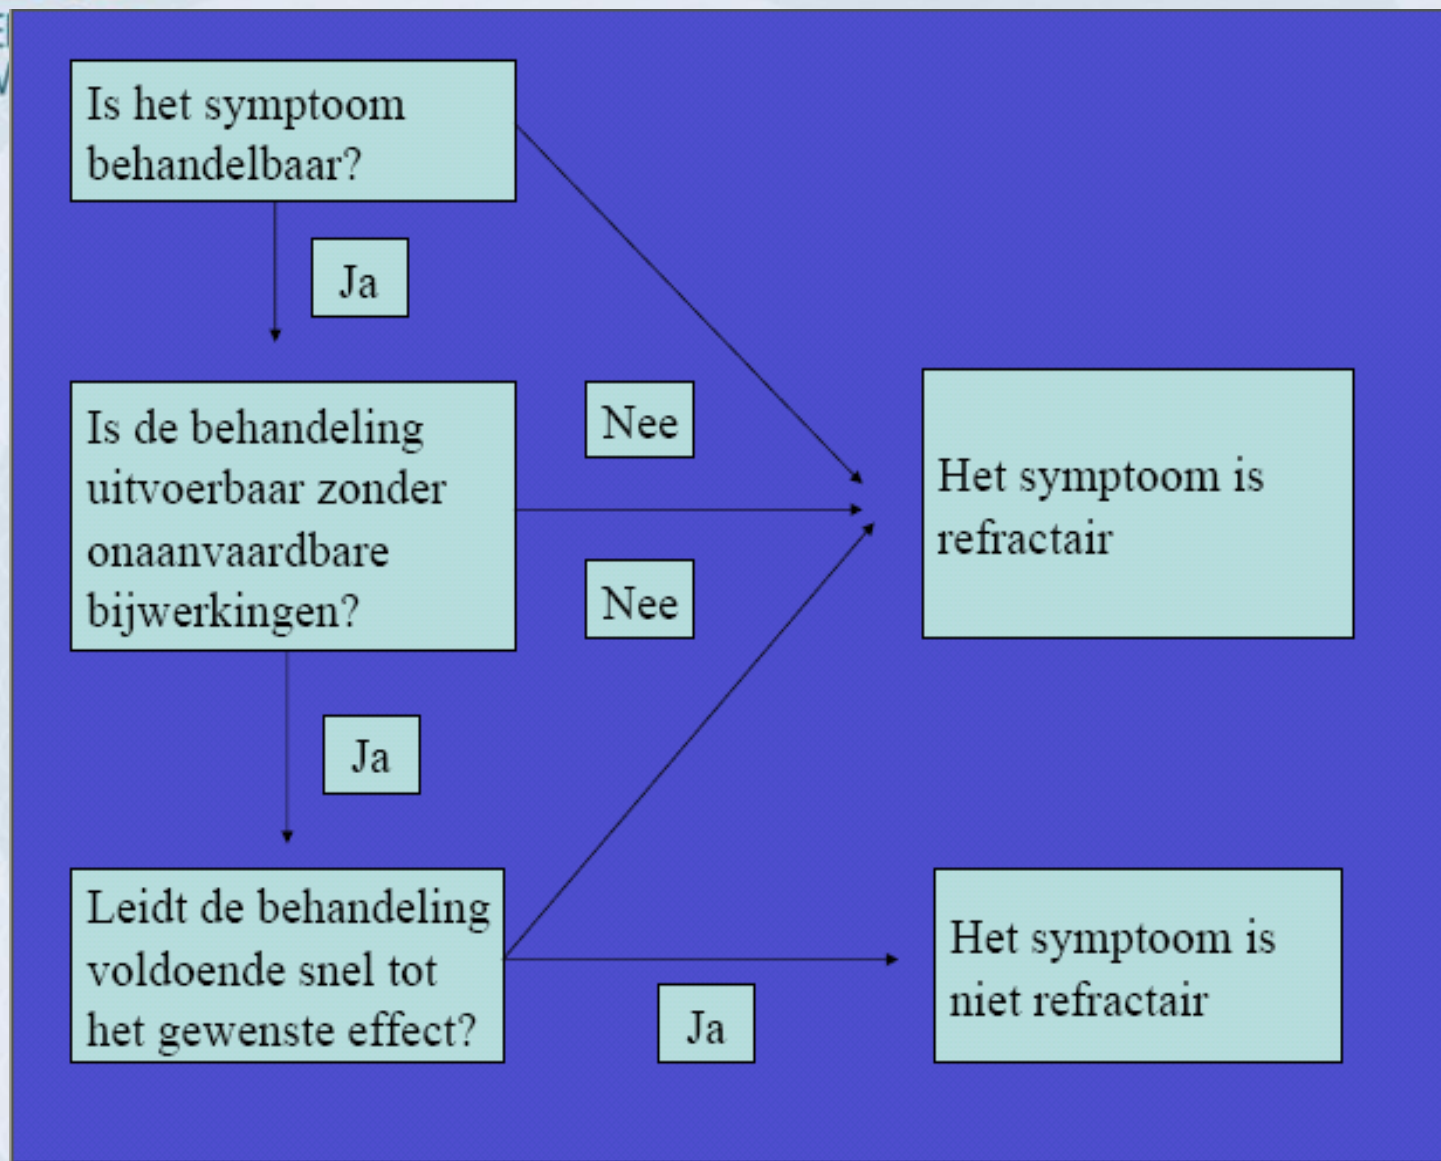 Is het symptoom
behandelbaar?
Ja
Is de behandeling
uitvoerbaar zonder
onaanvaardbare
bijwerkingen?
Nee
Nee
Het symptoom is
refractair
Ja
Leidt de behandeling
voldoende snel tot
het gewenste effect?
Ja
Het symptoom is
niet refractair